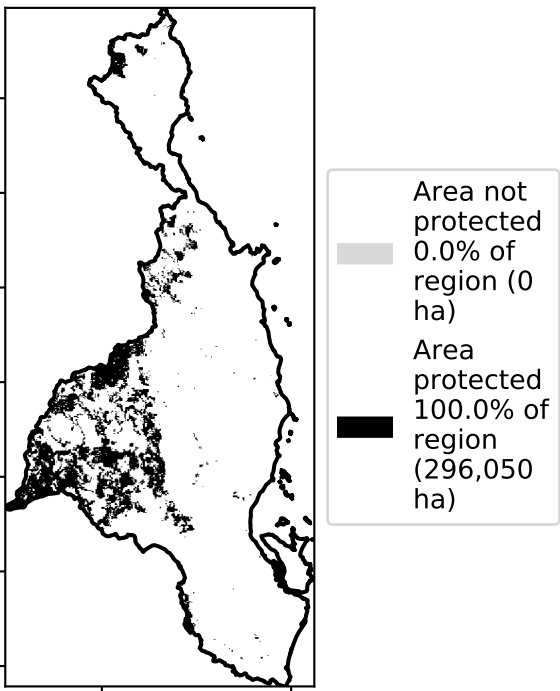 Area not
protected
0.0% of
region (0
ha)
Area
protected
100.0% of
region
(296,050
ha)